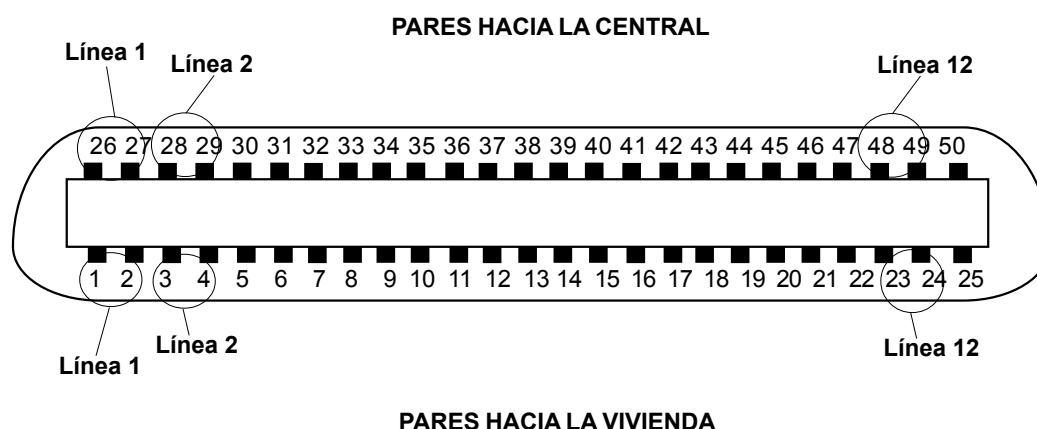 PARES HACIA LA CENTRAL
Línea 1
Línea 2
Línea 12
26 27 28 29 30 31 32 33 34 35 36 37 38 39 40 41 42 43 44 45 46 47 48 49 50
1 2 3 4 5 6 7 8 9 10 11 12 13 14 15 16 17 18 19 20 21 22 23 24 25
Línea 1
Línea 2
Línea 12
PARES HACIA LA VIVIENDA